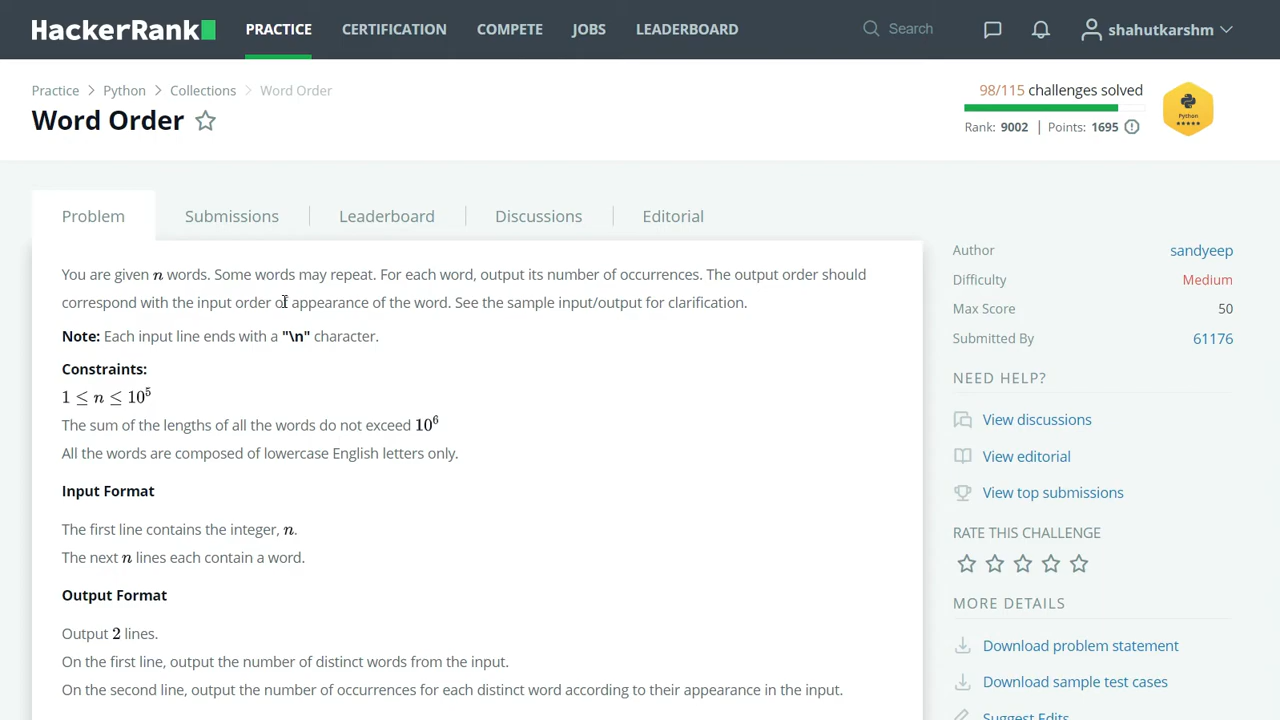 HackerRank PRACTICE CERTIFICATION COMPETE JOBS LEADERBOARD Search shahutkarshm
Practice > Python > Collections > Word Order
Word Order
98/115 challenges solved
Rank: 9002 | Points: 1695
Python
Problem Submissions Leaderboard Discussions Editorial
You are given n words. Some words may repeat. For each word, output its number of occurrences. The output order should
correspond with the input order of appearance of the word. See the sample input/output for clarification.
Note: Each input line ends with a "\n" character.
Constraints:
1 ≤ n ≤ 10⁵
The sum of the lengths of all the words do not exceed 10⁶
All the words are composed of lowercase English letters only.
Input Format
The first line contains the integer, n.
The next n lines each contain a word.
Output Format
Output 2 lines.
On the first line, output the number of distinct words from the input.
On the second line, output the number of occurrences for each distinct word according to their appearance in the input.
Author sandyeep
Difficulty Medium
Max Score 50
Submitted By 61176
NEED HELP?
View discussions
View editorial
View top submissions
RATE THIS CHALLENGE
MORE DETAILS
Download problem statement
Download sample test cases
Suggest Edits